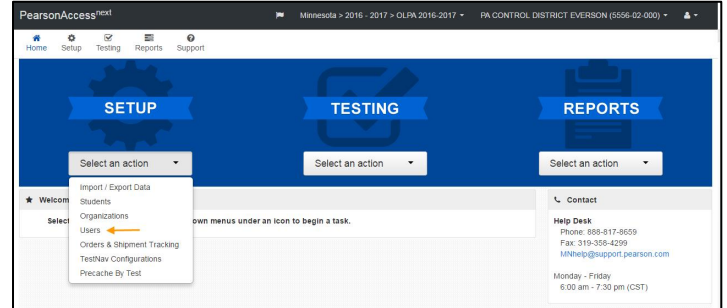 PearsonAccessnext
Minnesota > 2016 - 2017 > OLPA 2016-2017
PA CONTROL DISTRICT EVERSON (5556-02-000)
Home Setup Testing Reports Support
SETUP TESTING REPORTS
Select an action Select an action Select an action
Import / Export Data
Students
Organizations
Users
Orders & Shipment Tracking
TestNav Configurations
Precache By Test
Welcom
Select own menus under an icon to begin a task.
Contact
Help Desk
Phone: 888-817-8659
Fax: 319-358-4299
MNhelp@support.pearson.com
Monday - Friday
6:00 am - 7:30 pm (CST)